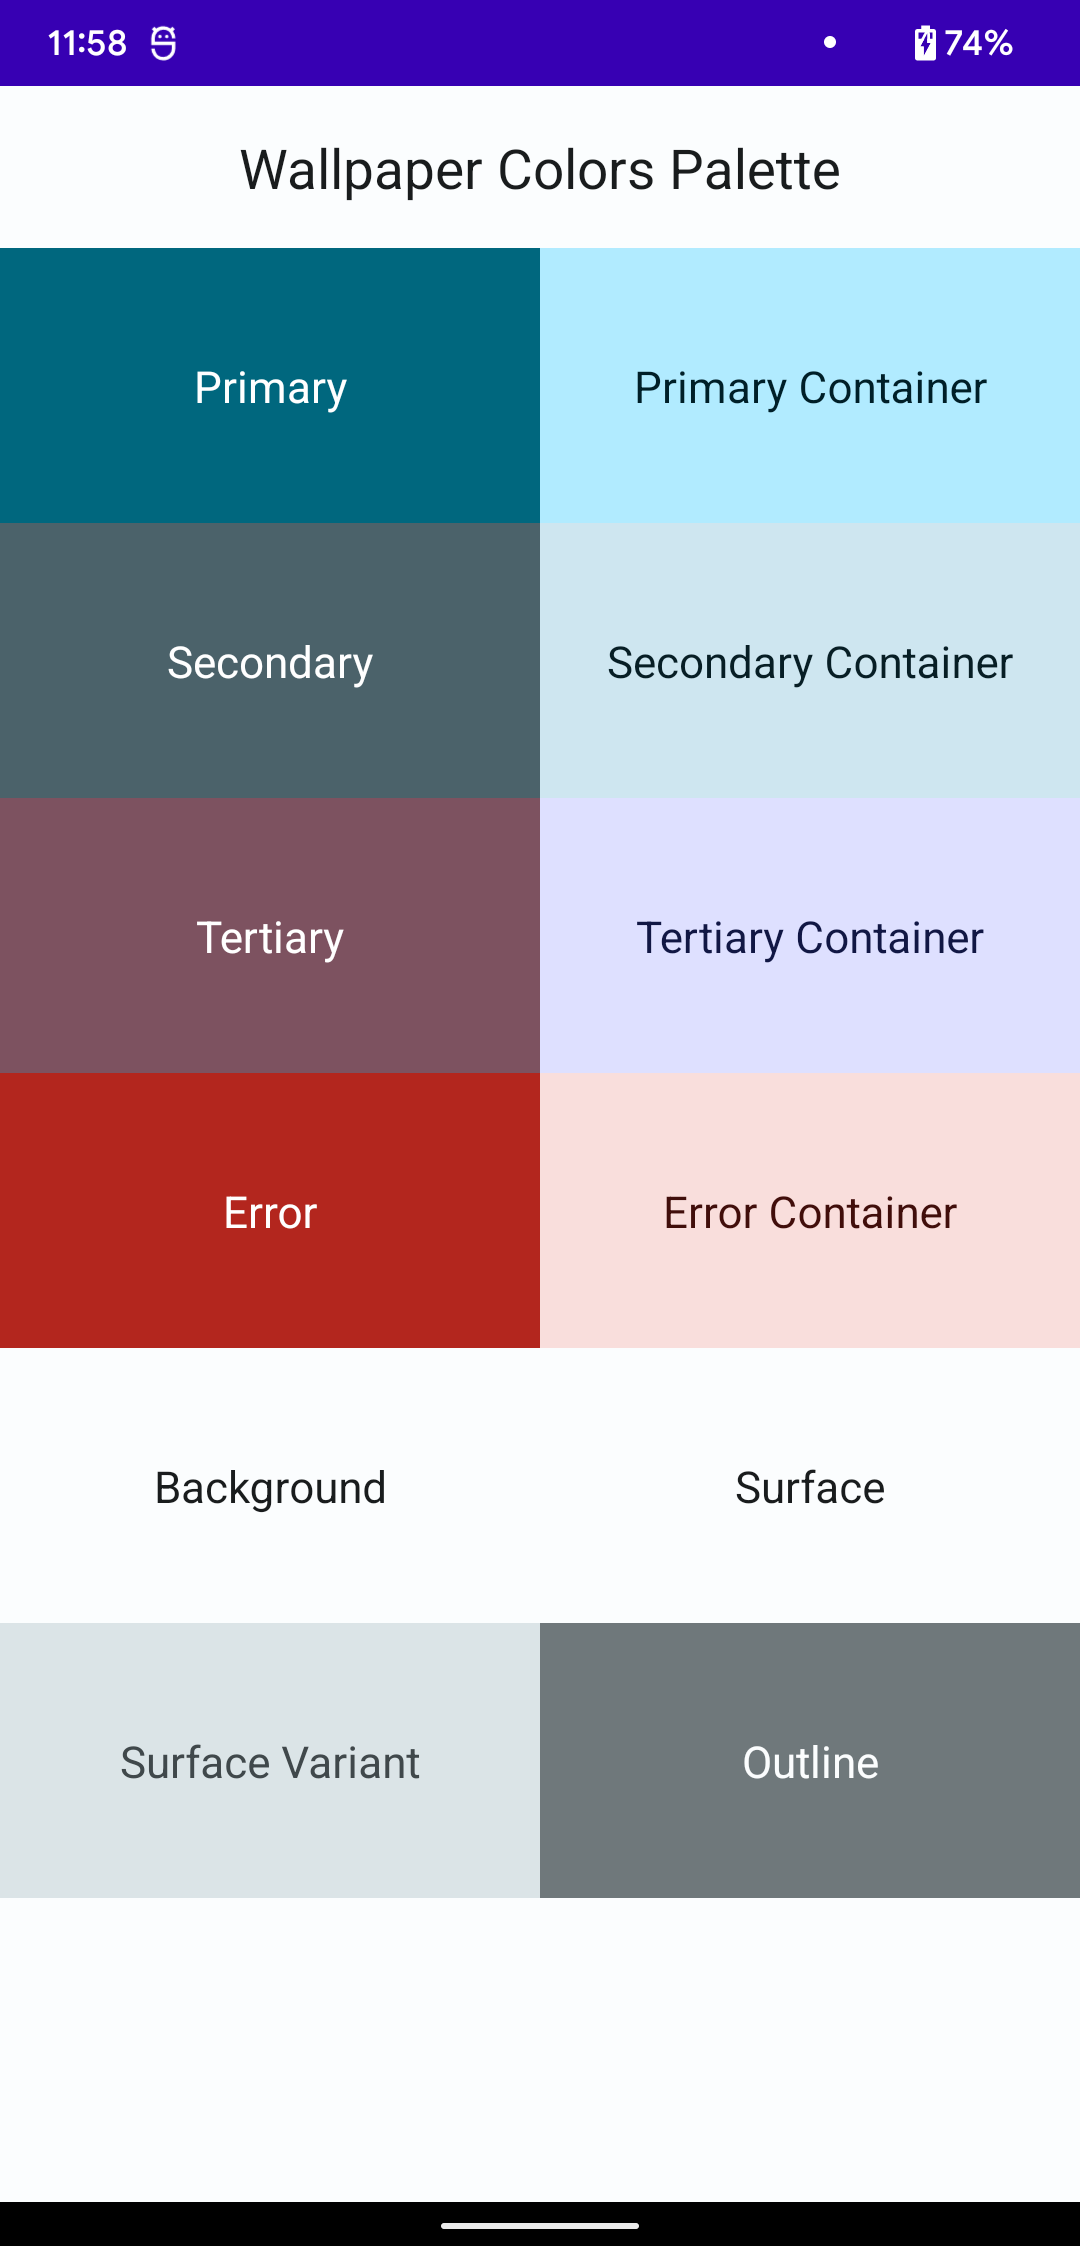 11:58 74%
Wallpaper Colors Palette
Primary
Primary Container
Secondary
Secondary Container
Tertiary
Tertiary Container
Error
Error Container
Background
Surface
Surface Variant
Outline